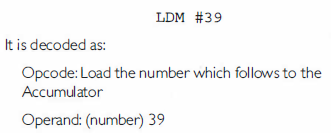 LDM #39
It is decoded as:
Opcode: Load the number which follows to the
Accumulator
Operand: (number) 39